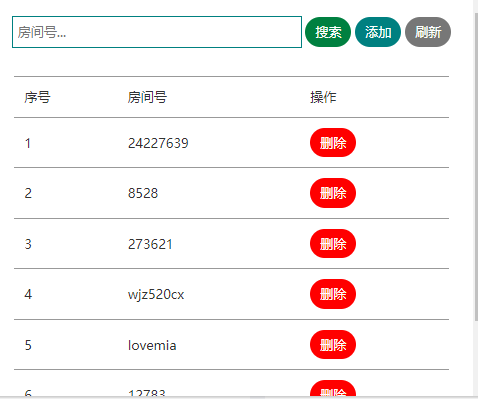 房间号... 搜索 添加 刷新
序号 房间号 操作
1 24227639 删除
2 8528 删除
3 273621 删除
4 wjz520cx 删除
5 lovemia 删除
6 12783 删除